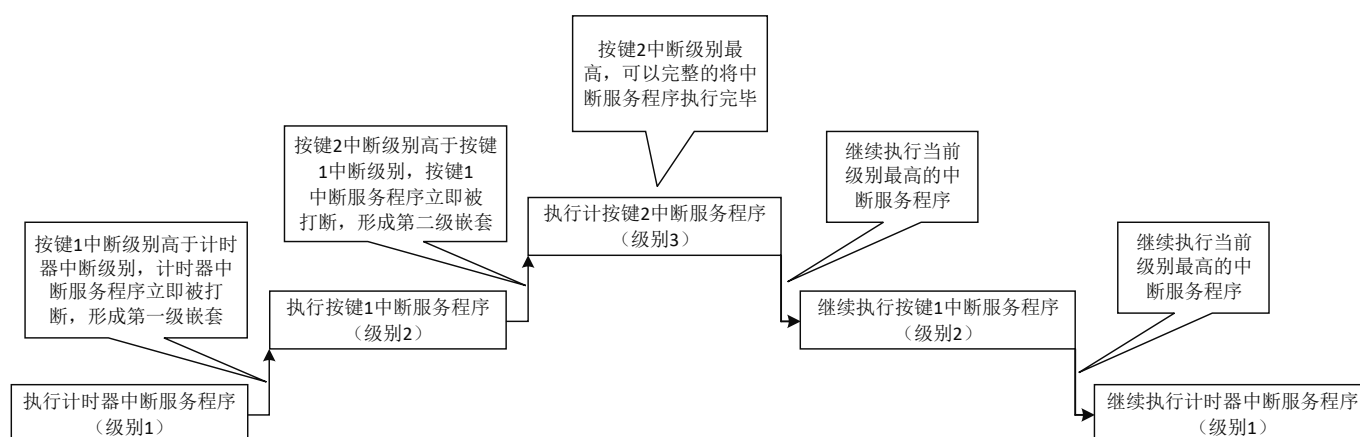 按键2中断级别最
高，可以完整的将中
断服务程序执行完毕
按键2中断级别高于按键
1中断级别，按键1
中断服务程序立即被
打断，形成第二级嵌套
继续执行当前
级别最高的中
断服务程序
执行计按键2中断服务程序
（级别3）
按键1中断级别高于计时
器中断级别，计时器中
断服务程序立即被打
断，形成第一级嵌套
继续执行当前
级别最高的中
断服务程序
执行按键1中断服务程序
（级别2）
继续执行按键1中断服务程序
（级别2）
执行计时器中断服务程序
（级别1）
继续执行计时器中断服务程序
（级别1）